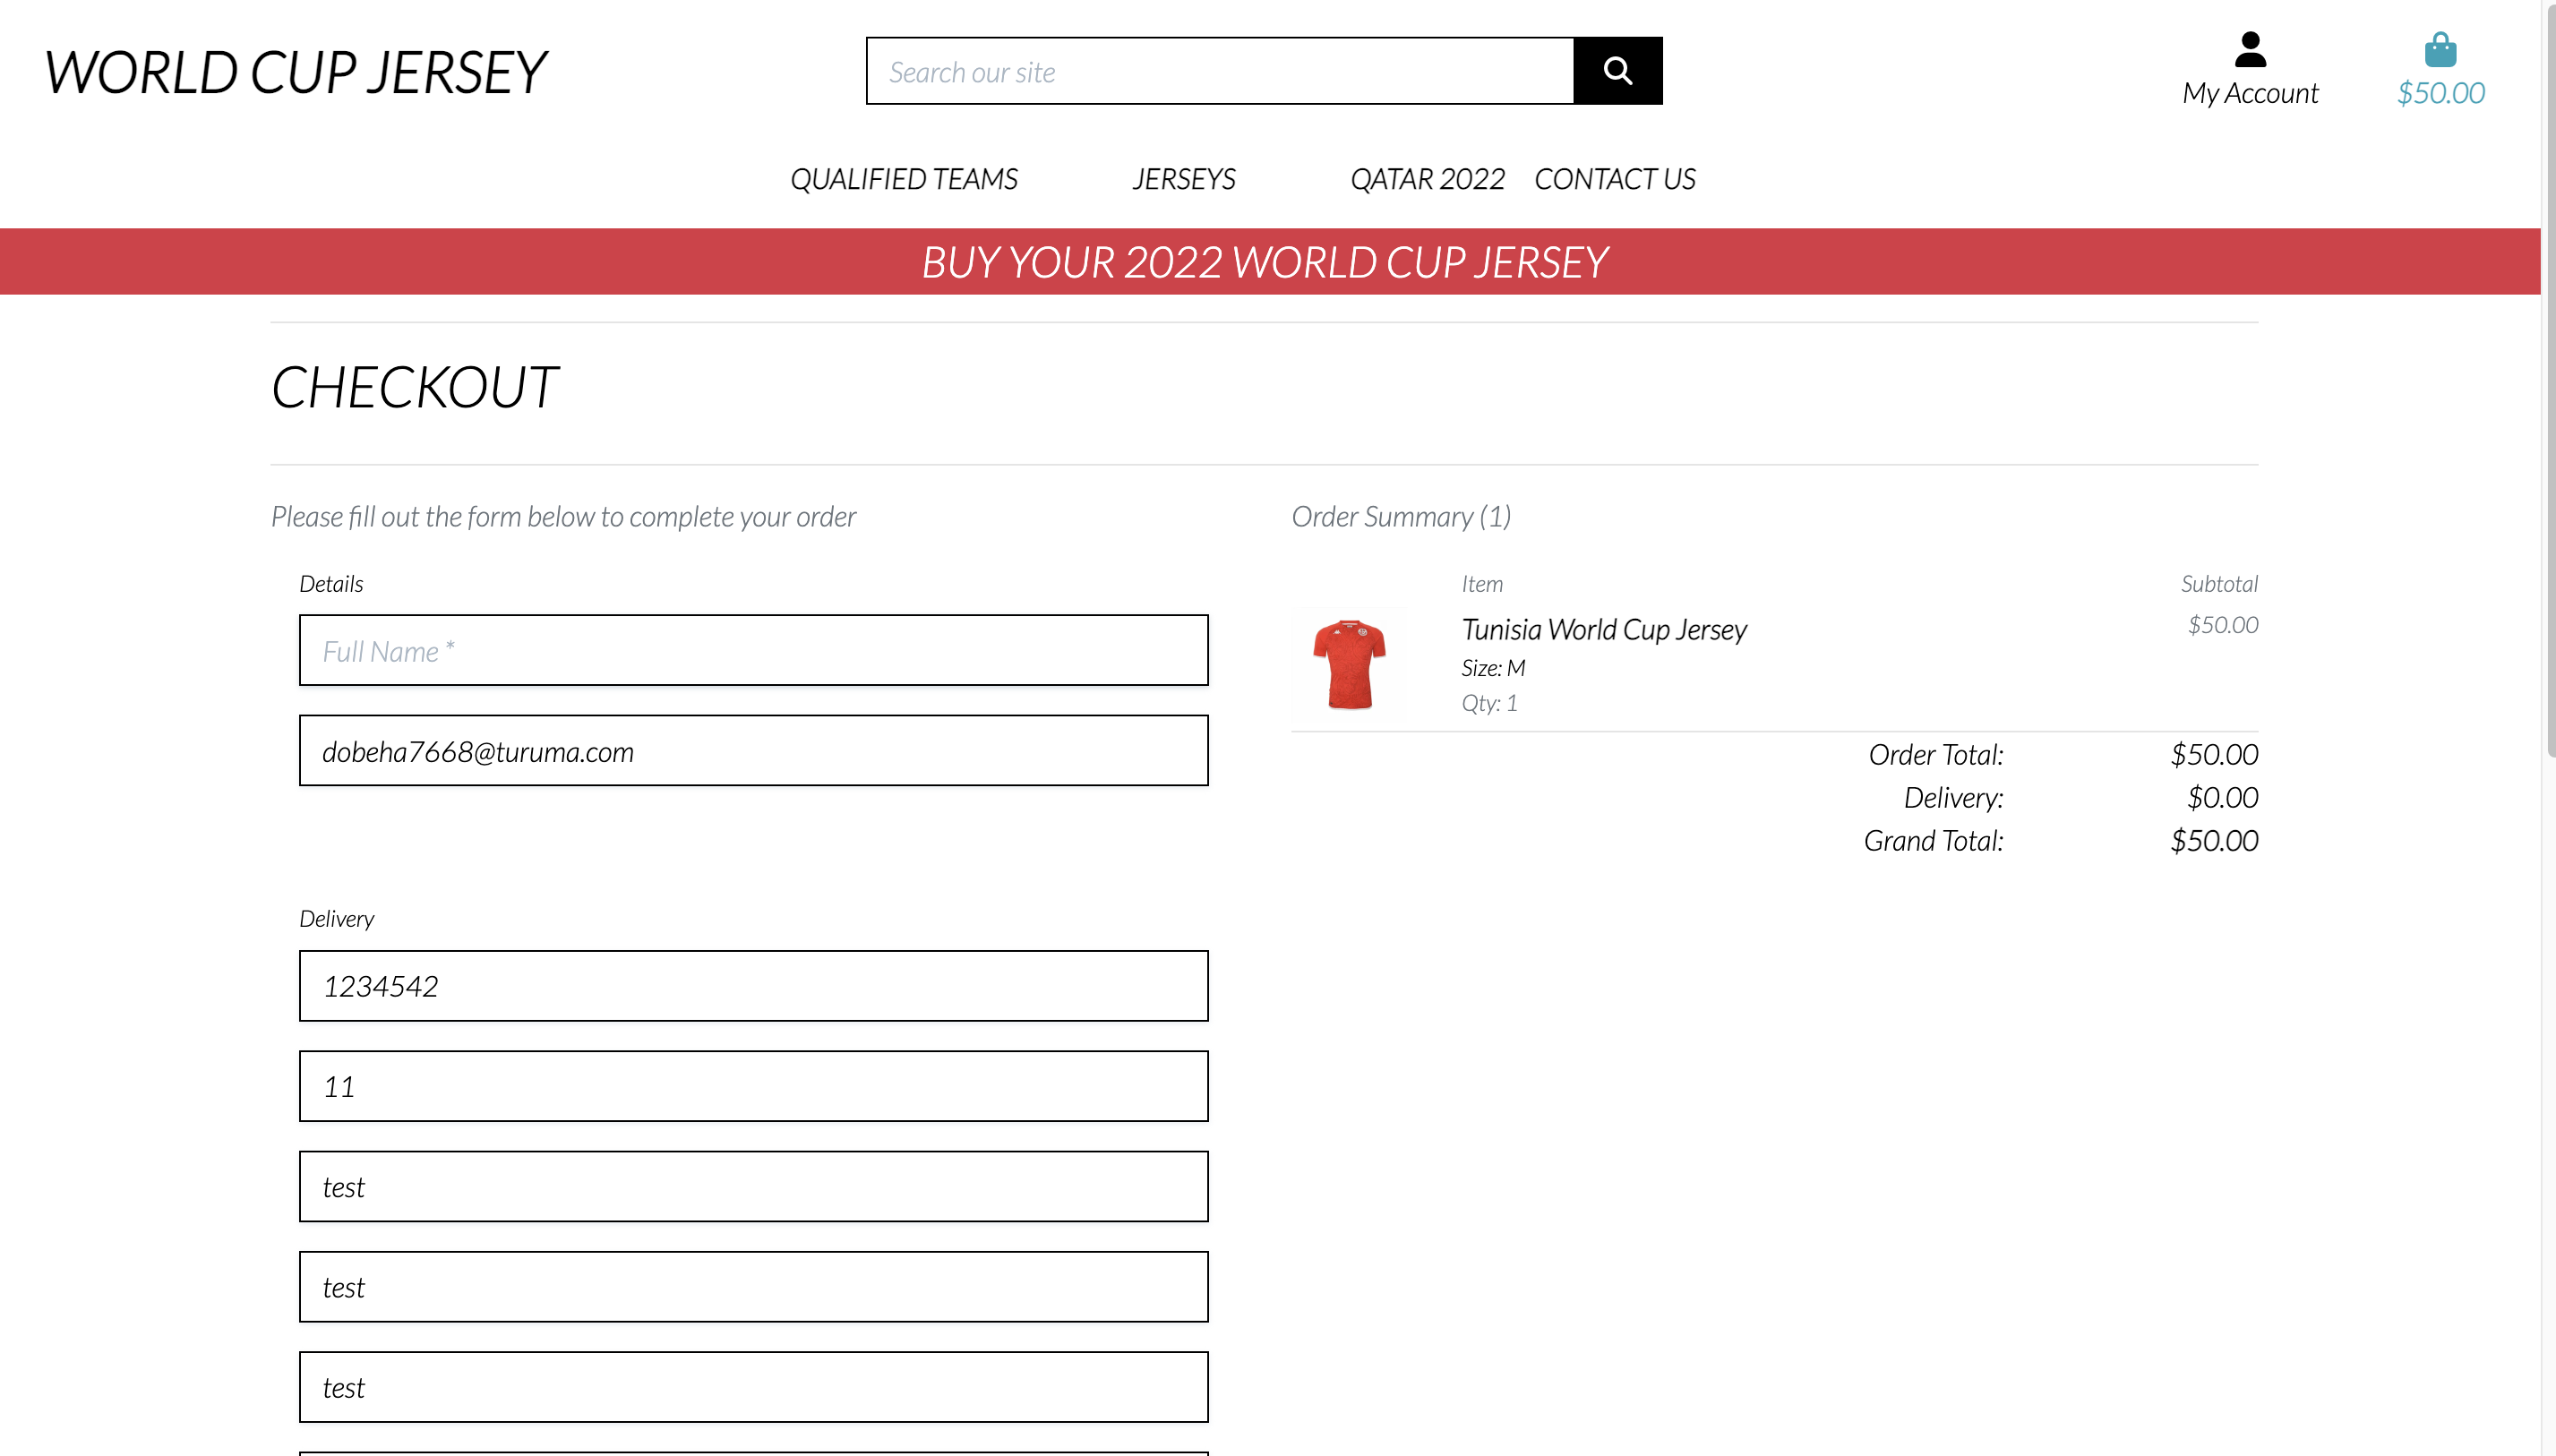 WORLD CUP JERSEY
Search our site
My Account
$50.00
QUALIFIED TEAMS
JERSEYS
QATAR 2022
CONTACT US
BUY YOUR 2022 WORLD CUP JERSEY
CHECKOUT
Please fill out the form below to complete your order
Details
Full Name *
dobeha7668@turuma.com
Delivery
1234542
11
test
test
test
Order Summary (1)
Item
Subtotal
Tunisia World Cup Jersey
$50.00
Size: M
Qty: 1
Order Total: $50.00
Delivery: $0.00
Grand Total: $50.00